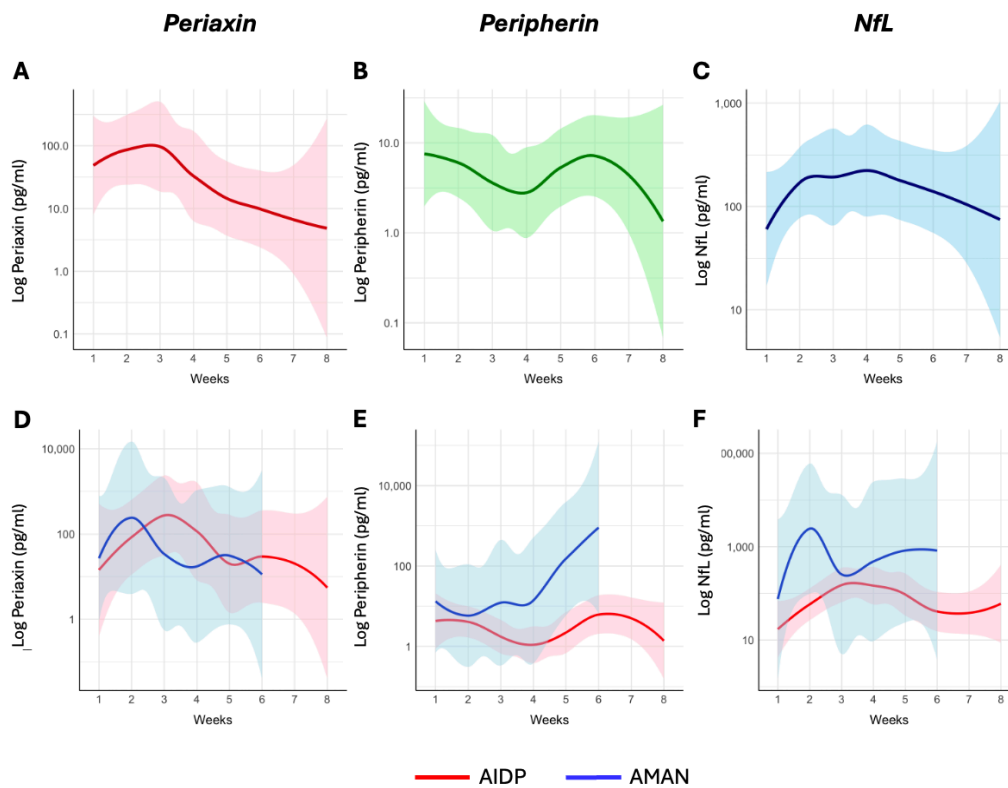 Periaxin
Peripherin
NfL
A
B
C
Log Periaxin (pg/ml)
100.0
10.0
1.0
0.1
1 2 3 4 5 6 7 8
Weeks
Log Peripherin (pg/ml)
10.0
1.0
0.1
1 2 3 4 5 6 7 8
Weeks
Log NfL (pg/ml)
1,000
100
10
1 2 3 4 5 6 7 8
Weeks
D
E
F
Log Periaxin (pg/ml)
10,000
100
1
1 2 3 4 5 6 7 8
Weeks
Log Peripherin (pg/ml)
10,000
100
1
1 2 3 4 5 6 7 8
Weeks
Log NfL (pg/ml)
00,000
1,000
10
1 2 3 4 5 6 7 8
Weeks
AIDP
AMAN